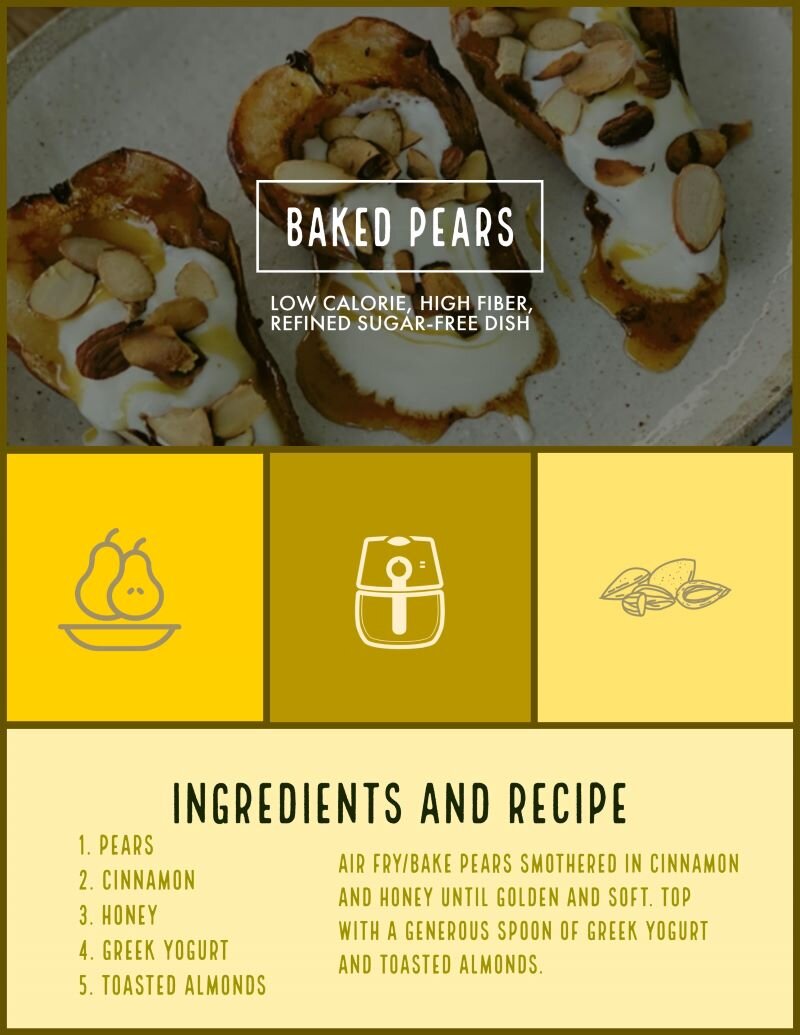 BAKED PEARS
LOW CALORIE, HIGH FIBER,
REFINED SUGAR-FREE DISH
INGREDIENTS AND RECIPE
1. PEARS
2. CINNAMON
3. HONEY
4. GREEK YOGURT
5. TOASTED ALMONDS
AIR FRY/BAKE PEARS SMOTHERED IN CINNAMON
AND HONEY UNTIL GOLDEN AND SOFT. TOP
WITH A GENEROUS SPOON OF GREEK YOGURT
AND TOASTED ALMONDS.